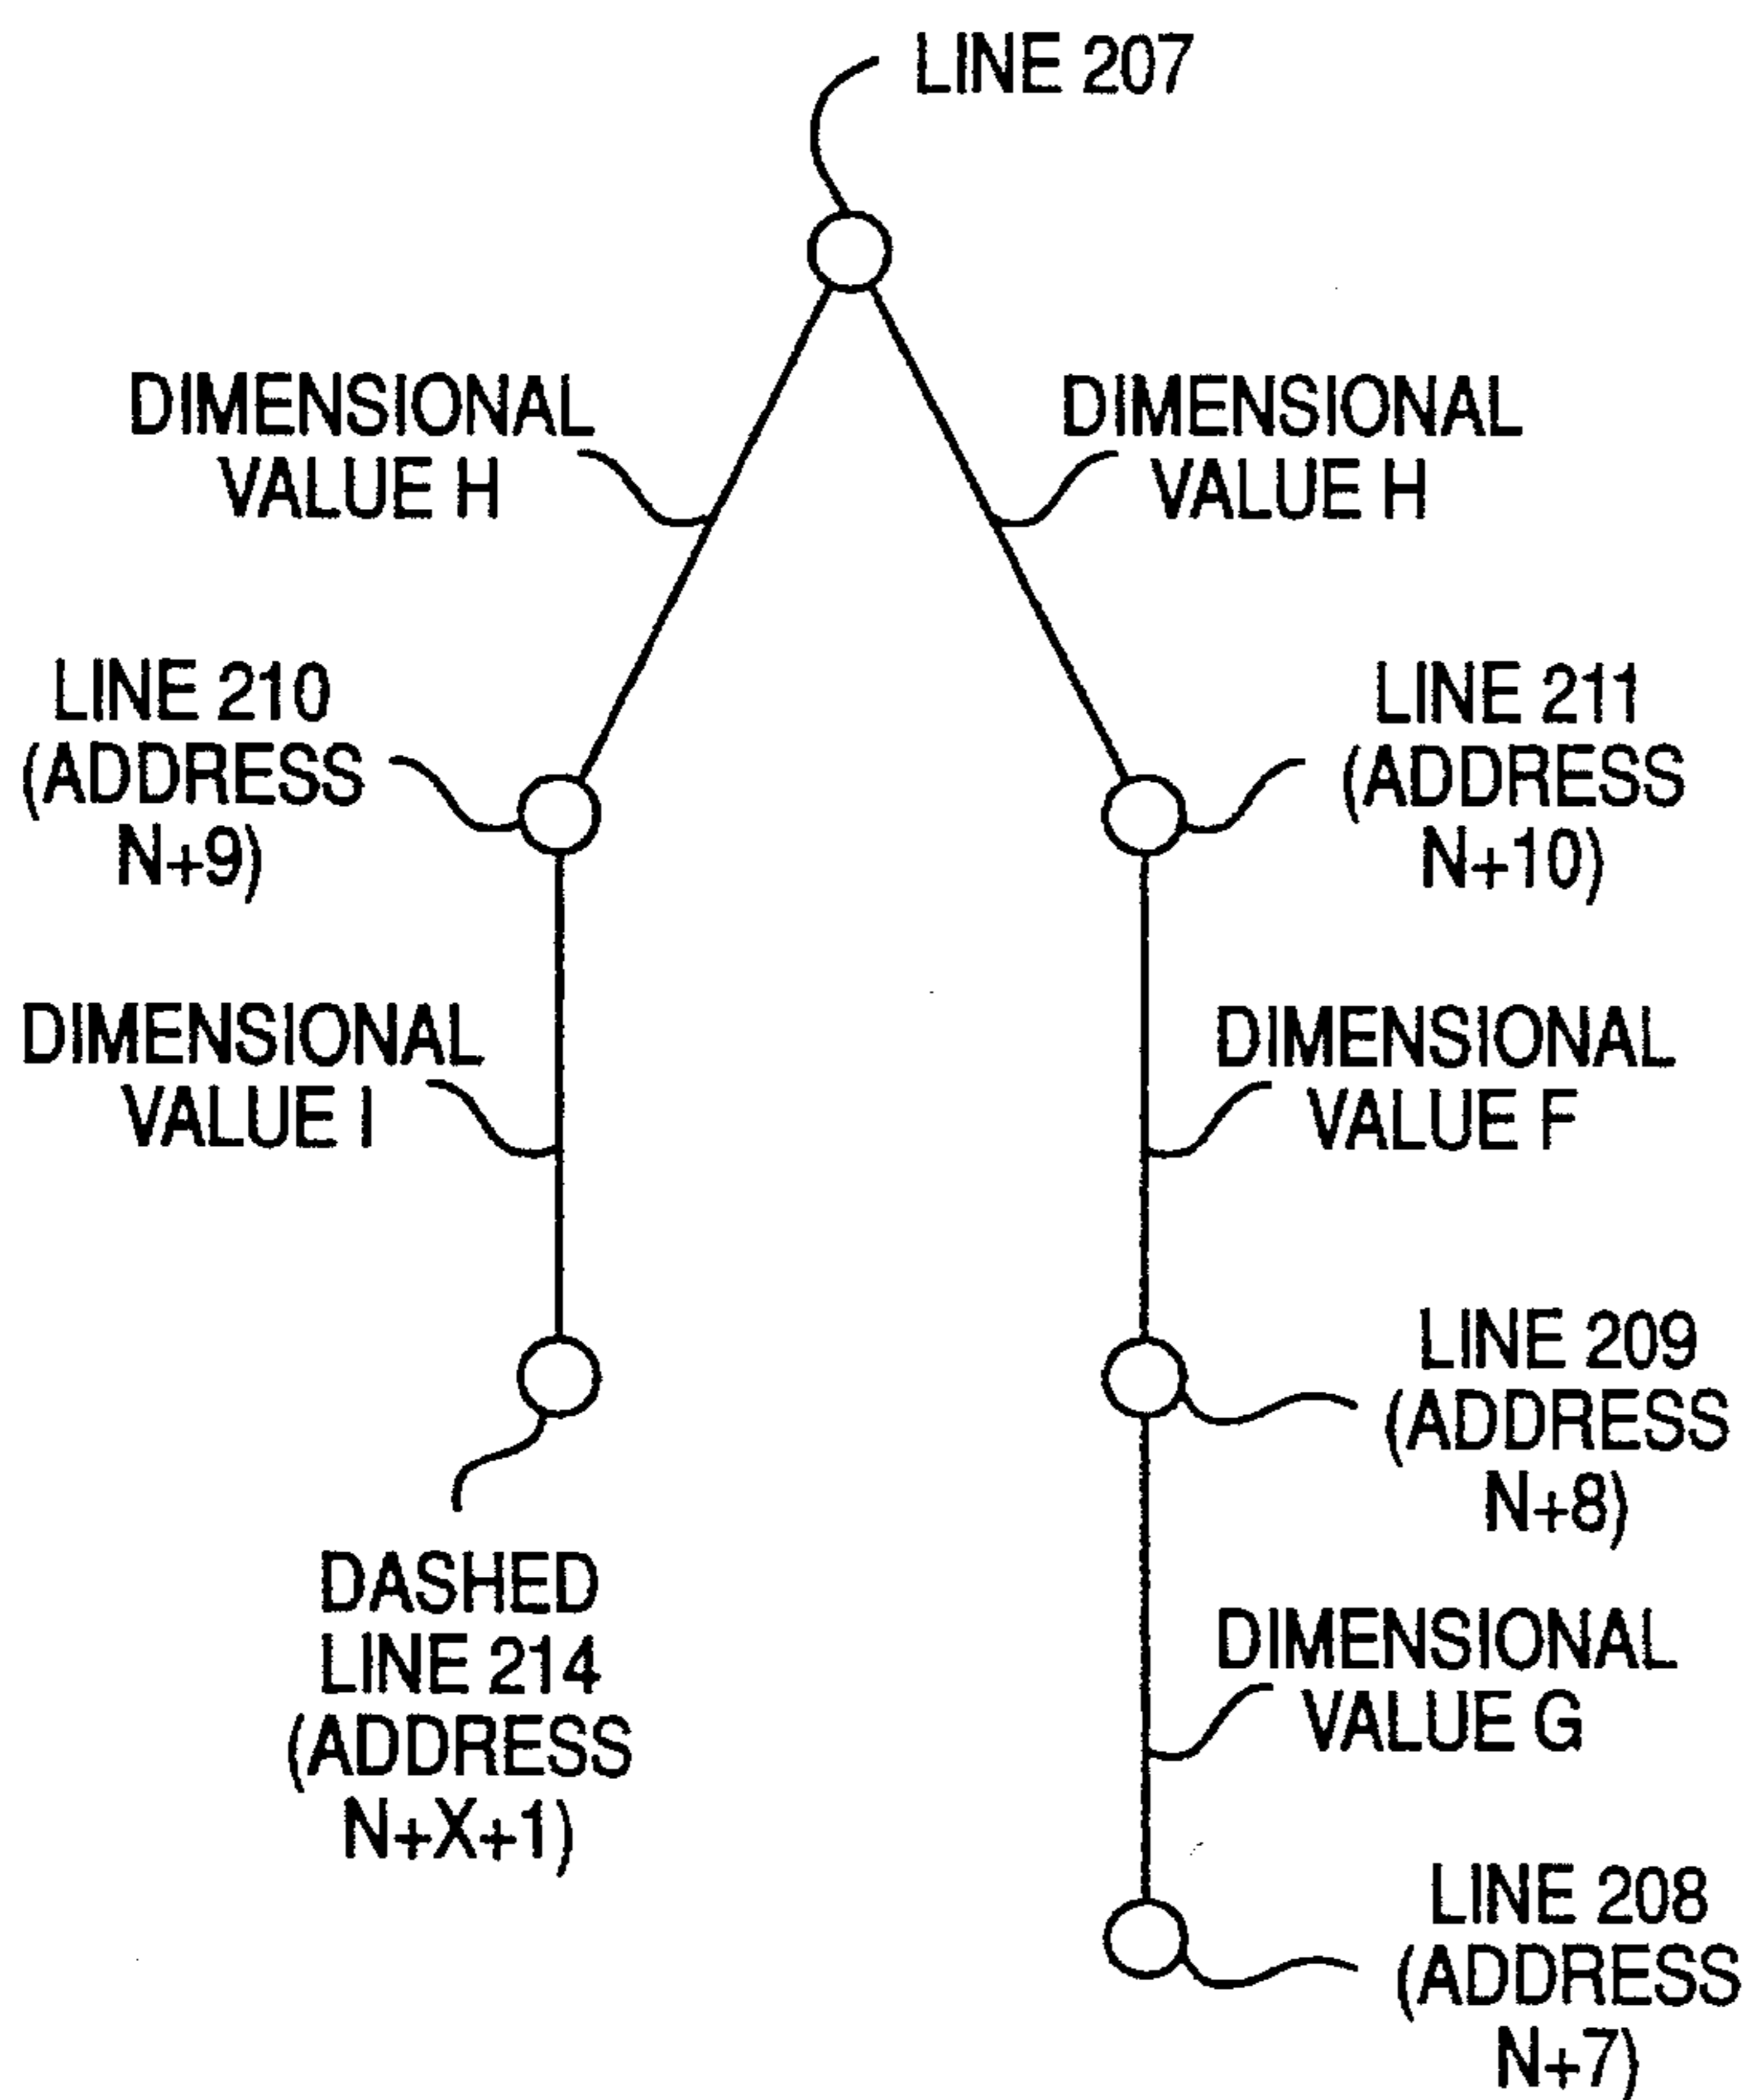 LINE 207
DIMENSIONAL
VALUE H
DIMENSIONAL
VALUE H
LINE 210
(ADDRESS
N+9)
LINE 211
(ADDRESS
N+10)
DIMENSIONAL
VALUE I
DIMENSIONAL
VALUE F
LINE 209
(ADDRESS
N+8)
DASHED
LINE 214
(ADDRESS
N+X+1)
DIMENSIONAL
VALUE G
LINE 208
(ADDRESS
N+7)